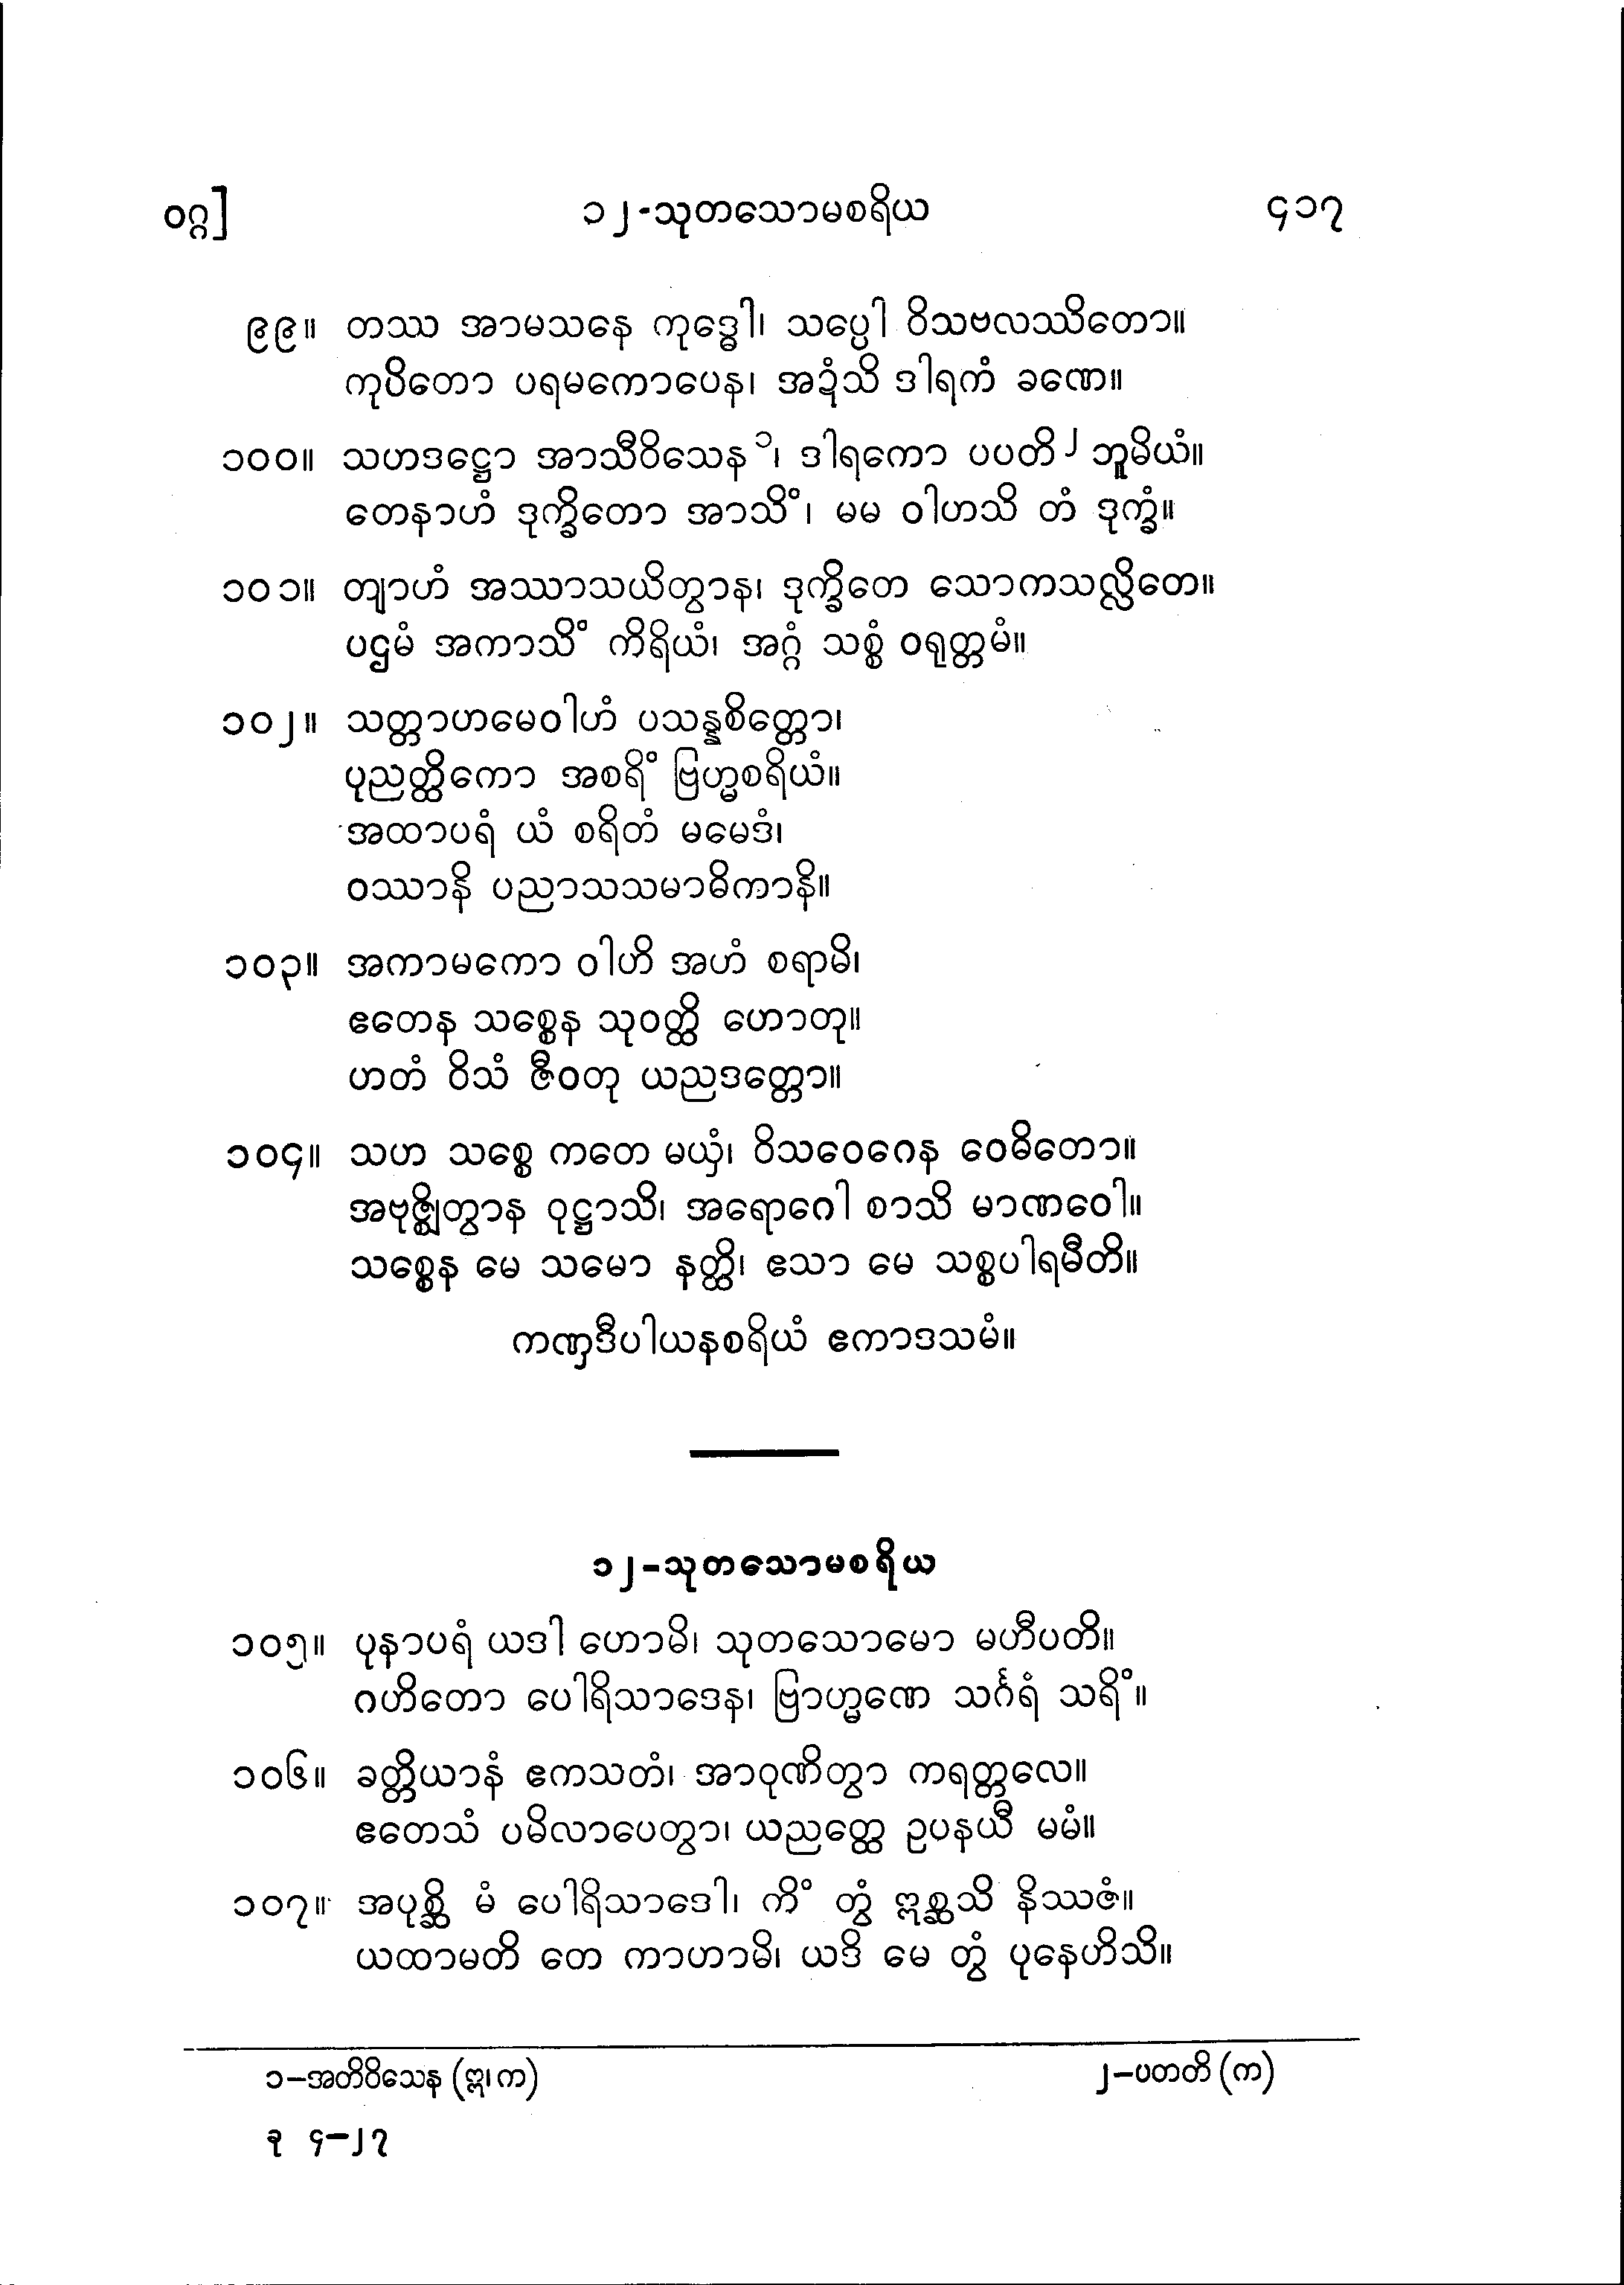 ဝဂ္ဂ] ၁၂-သုတသောမစရိယ ၄၁၇
၉၉။ တဿ အာမသနေ ကုဒ္ဓေါ၊ သပ္ပေါ ဝိသဗလဿိတော။
ကုပိတော ပရမကောပေန၊ အဍံသိ ဒါရကံ ခဏေ။
၁၀၀။ သဟဒဋ္ဌော အာသီဝိသေန ၁၊ ဒါရကော ပပတိ ၂ ဘူမိယံ။
တေနာဟံ ဒုက္ခိတော အာသိံ၊ မမ ဝါဟသိ တံ ဒုက္ခံ။
၁၀၁။ တျာဟံ အဿာသယိတွာန၊ ဒုက္ခိတေ သောကသလ္လိတေ။
ပဌမံ အကာသိံ ကိရိယံ၊ အဂ္ဂံ သစ္စံ ဝရုတ္တမံ။
၁၀၂။ သတ္တာဟမေဝါဟံ ပသန္နစိတ္တော၊
ပုညတ္ထိကော အစရိံ ဗြဟ္မစရိယံ။
အထာပရံ ယံ စရိတံ မမေဒံ၊
ဝဿာနိ ပညာသသမာဓိကာနိ။
၁၀၃။ အကာမကော ဝါဟိ အဟံ စရာမိ၊
ဧတေန သစ္စေန သုဝတ္ထိ ဟောတု။
ဟတံ ဝိသံ ဇီဝတု ယညဒတ္တော။
၁၀၄။ သဟ သစ္စေ ကတေ မယှံ၊ ဝိသဝေဂေန ဝေဓိတော။
အဗုဇ္ဈိတွာန ဝုဋ္ဌာသိ၊ အရောဂေါ စာသိ မာဏဝေါ။
သစ္စေန မေ သမော နတ္ထိ၊ ဧသာ မေ သစ္စပါရမီတိ။
ကဏှဒီပါယနစရိယံ ဧကာဒသမံ။
၁၂-သုတသောမစရိယ
၁၀၅။ ပုနာပရံ ယဒါ ဟောမိ၊ သုတသောမော မဟီပတိ။
ဂဟိတော ပေါရိသာဒေန၊ ဗြာဟ္မဏေ သင်္ဂရံ သရိံ။
၁၀၆။ ခတ္တိယာနံ ဧကသတံ၊ အာဝုဏိတွာ ကရတ္တလေ။
ဧတေသံ ပမိလာပေတွာ၊ ယညတ္ထေ ဥပနယီ မမံ။
၁၀၇။ အပုစ္ဆိ မံ ပေါရိသာဒေါ၊ ကိံ တွံ ဣစ္ဆသိ နိဿဇံ။
ယထာမတိ တေ ကာဟာမိ၊ ယဒိ မေ တွံ ပုနေဟိသိ။
၁–အတိဝိသေန (ဣ၊ က) ၂–ပတတိ (က)
ခု ၄–၂၇